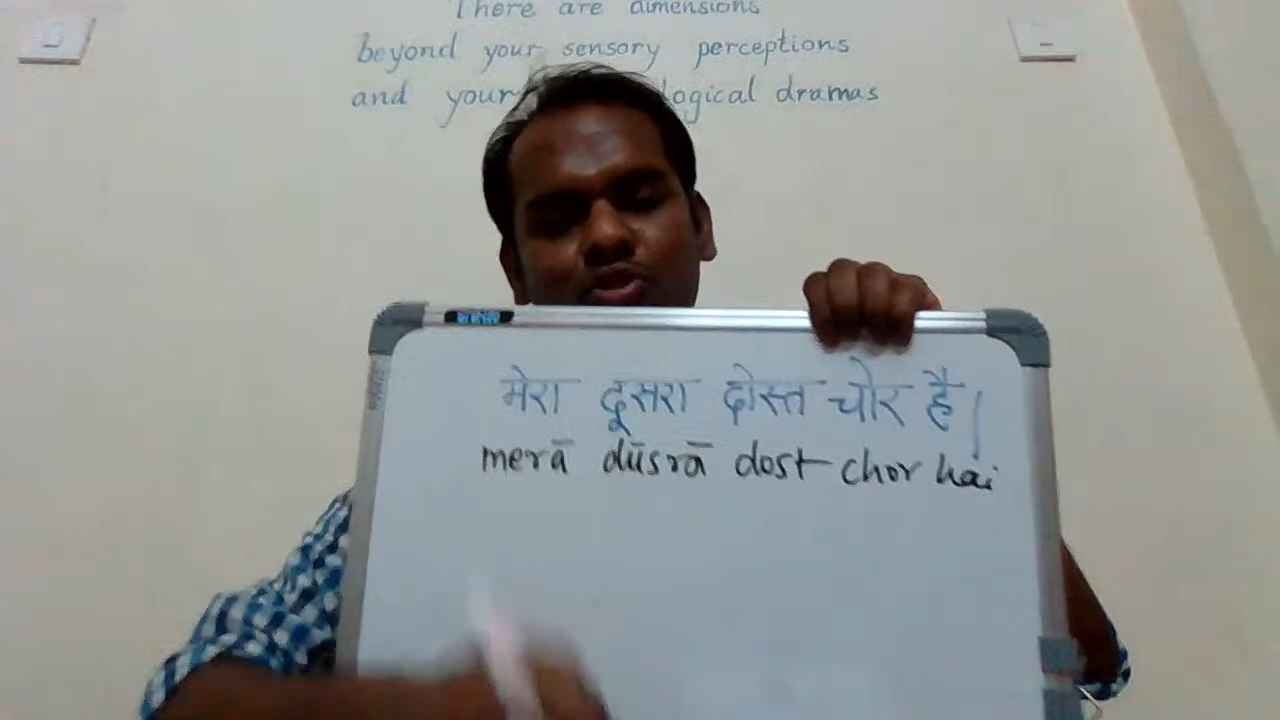 There are dimensions
beyond your sensory perceptions
and your logical dramas
मेरा दूसरा दोस्त चोर है।
merā dūsrā dost chor hai